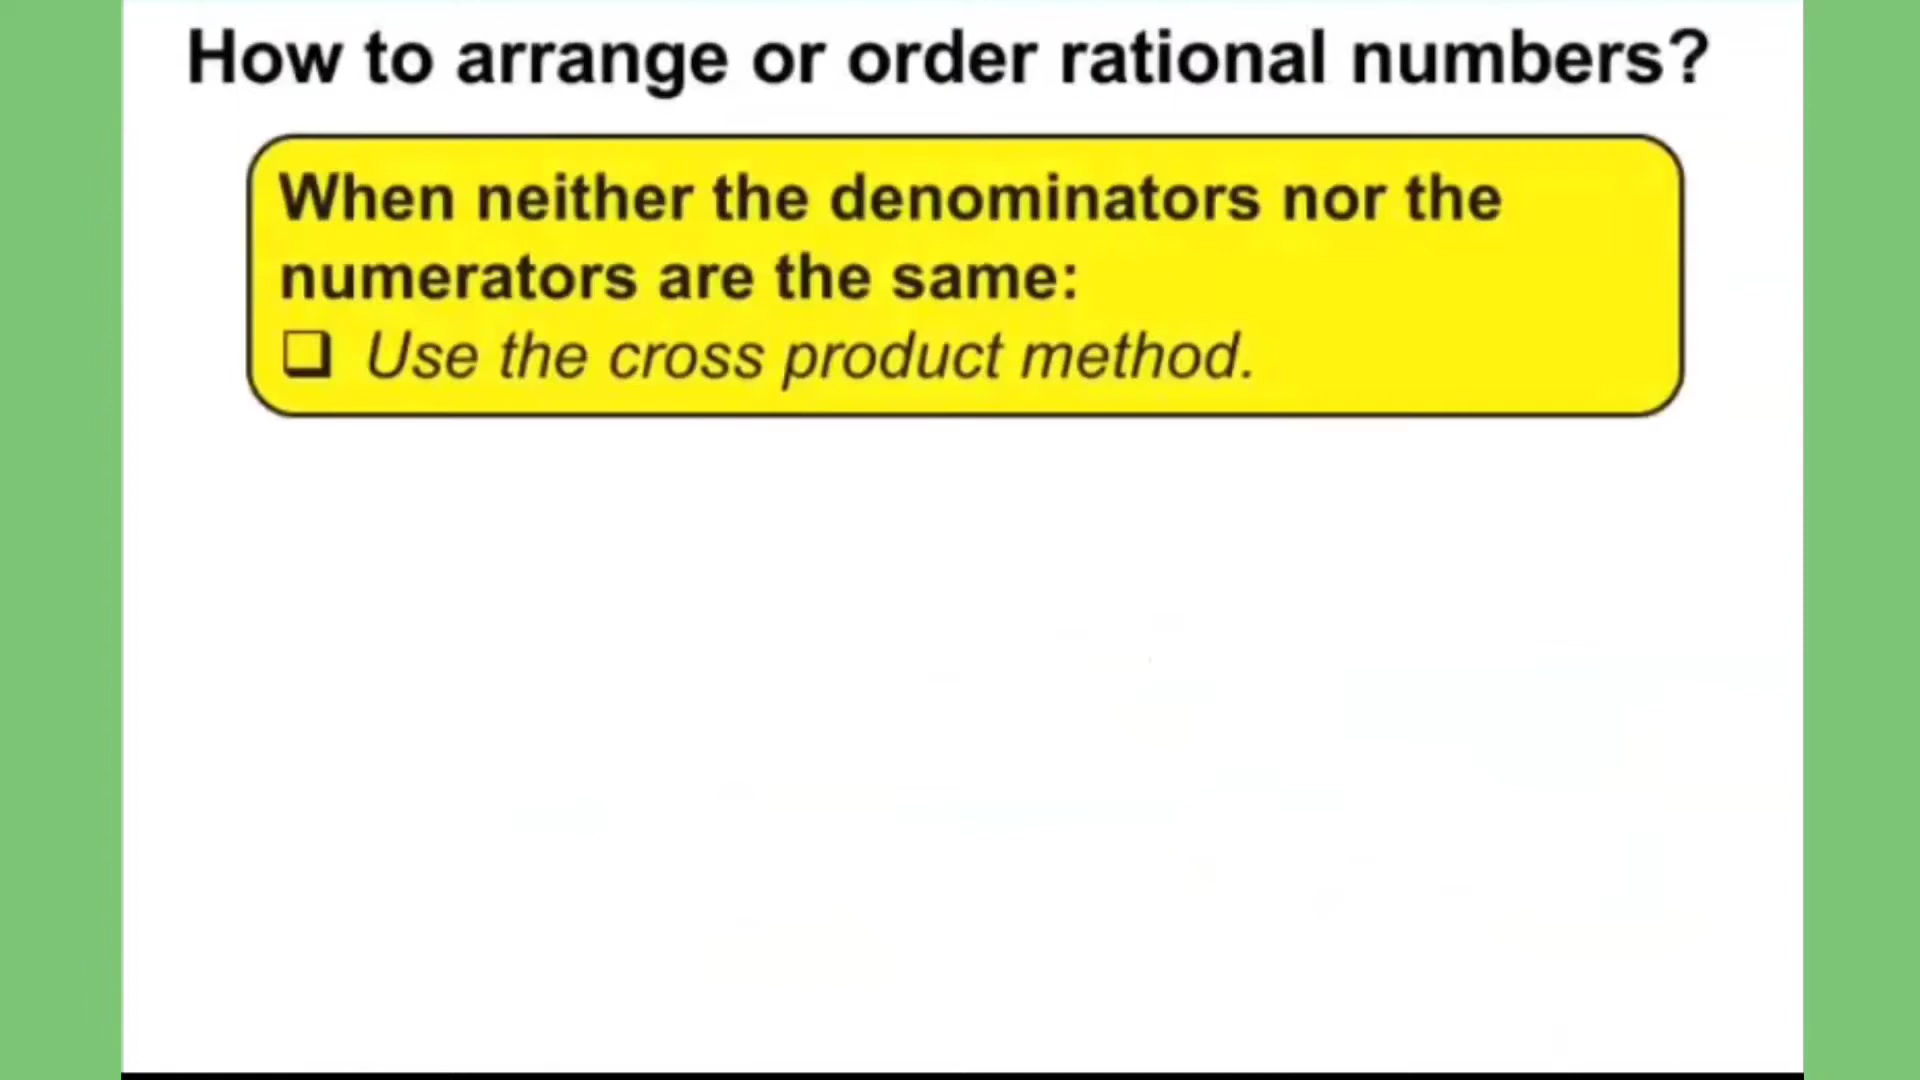 How to arrange or order rational numbers?
When neither the denominators nor the
numerators are the same:
❑ Use the cross product method.